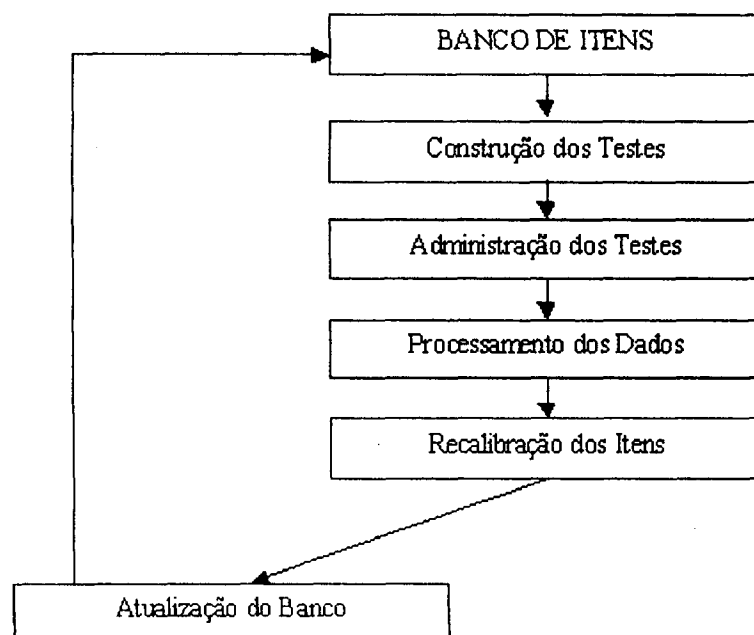 BANCO DE ITENS
Construção dos Testes
Administração dos Testes
Processamento dos Dados
Recalibração dos Itens
Atualização do Banco